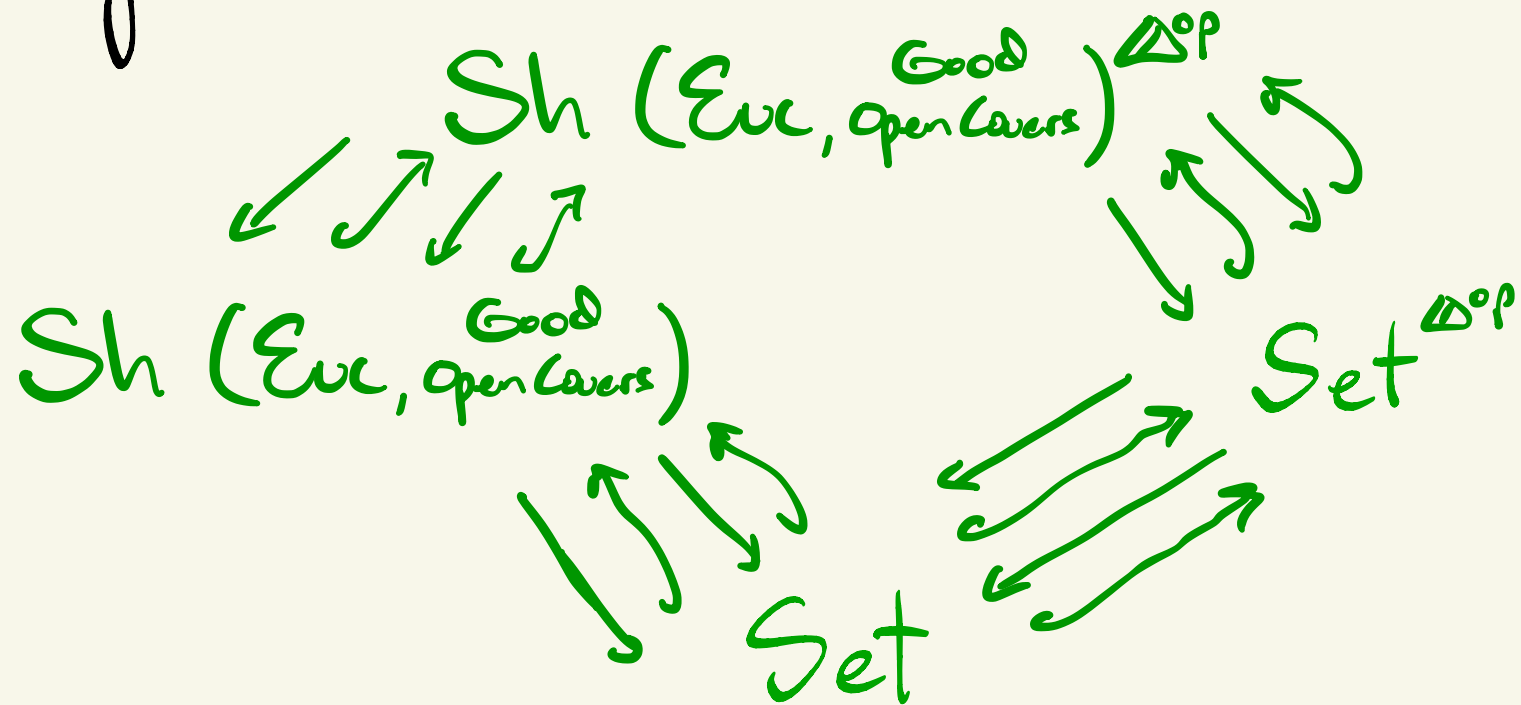 Sh (Euc, Good Open Covers)^Δop
Sh (Euc, Good Open Covers)
Set^Δop
Set